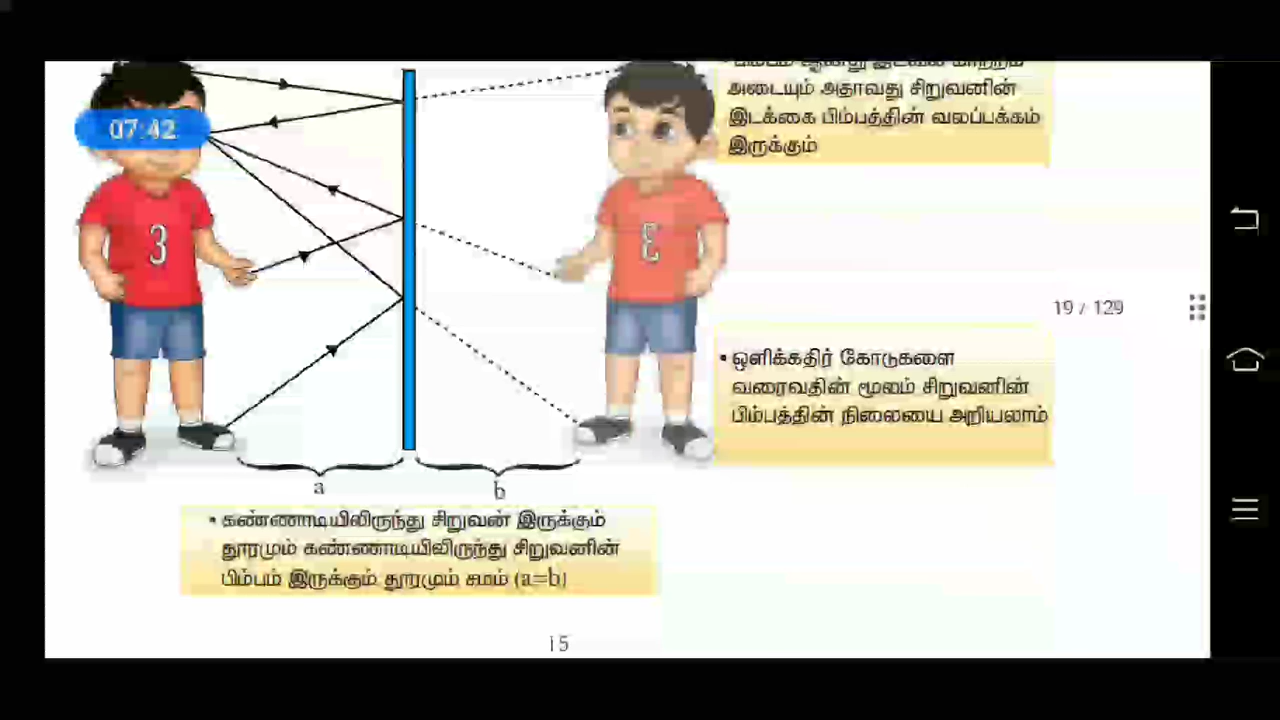 அடையும் அதாவது சிறுவனின்
இடக்கை பிம்பத்தின் வலப்பக்கம்
இருக்கும்
07:42
3
3
19 / 129
• ஒளிக்கதிர் கோடுகளை
வரைவதின் மூலம் சிறுவனின்
பிம்பத்தின் நிலையை அறியலாம்
a
b
• கண்ணாடியிலிருந்து சிறுவன் இருக்கும்
தூரமும் கண்ணாடியிலிருந்து சிறுவனின்
பிம்பம் இருக்கும் தூரமும் சமம் (a=b)
15